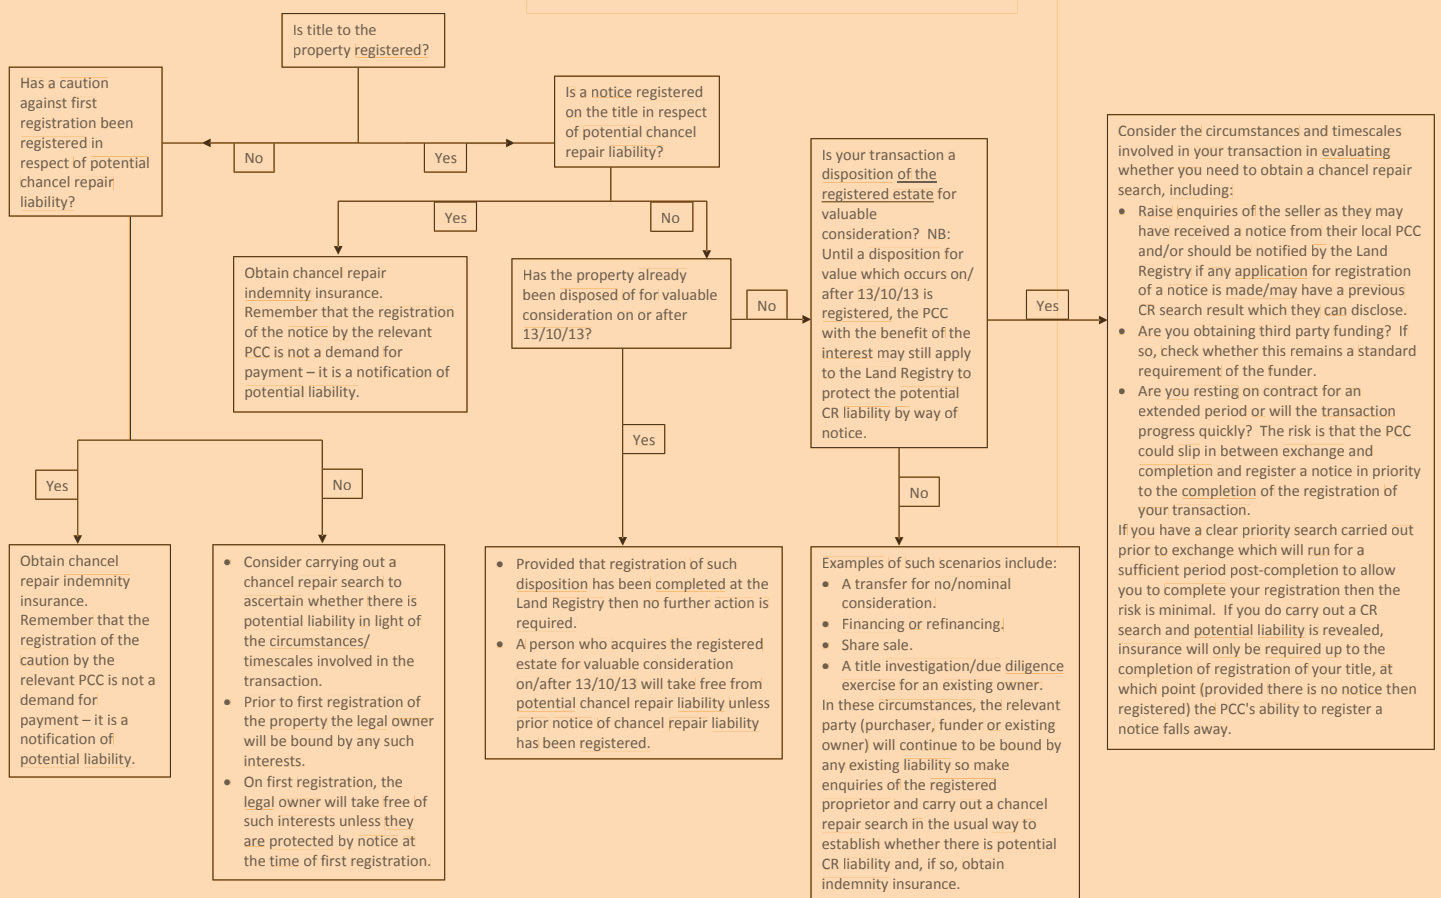 Is title to the
property registered?
Has a caution
against first
registration been
registered in
respect of potential
chancel repair
liability?
No
Yes
Is a notice registered
on the title in respect
of potential chancel
repair liability?
Yes
No
Obtain chancel repair
indemnity insurance.
Remember that the registration
of the notice by the relevant
PCC is not a demand for
payment – it is a notification of
potential liability.
Has the property already
been disposed of for valuable
consideration on or after
13/10/13?
No
Is your transaction a
disposition of the
registered estate for
valuable
consideration?  NB:
Until a disposition for
value which occurs on/
after 13/10/13 is
registered, the PCC
with the benefit of the
interest may still apply
to the Land Registry to
protect the potential
CR liability by way of
notice.
Yes
Consider the circumstances and timescales
involved in your transaction in evaluating
whether you need to obtain a chancel repair
search, including:
• Raise enquiries of the seller as they may
have received a notice from their local PCC
and/or should be notified by the Land
Registry if any application for registration
of a notice is made/may have a previous
CR search result which they can disclose.
• Are you obtaining third party funding?  If
so, check whether this remains a standard
requirement of the funder.
• Are you resting on contract for an
extended period or will the transaction
progress quickly?  The risk is that the PCC
could slip in between exchange and
completion and register a notice in priority
to the completion of the registration of
your transaction.
If you have a clear priority search carried out
prior to exchange which will run for a
sufficient period post-completion to allow
you to complete your registration then the
risk is minimal.  If you do carry out a CR
search and potential liability is revealed,
insurance will only be required up to the
completion of registration of your title, at
which point (provided there is no notice then
registered) the PCC's ability to register a
notice falls away.
Yes
No
Yes
No
Obtain chancel
repair indemnity
insurance.
Remember that the
registration of the
caution by the
relevant PCC is not a
demand for
payment – it is a
notification of
potential liability.
• Consider carrying out a
chancel repair search to
ascertain whether there is
potential liability in light of
the circumstances/
timescales involved in the
transaction.
• Prior to first registration of
the property the legal owner
will be bound by any such
interests.
• On first registration, the
legal owner will take free of
such interests unless they
are protected by notice at
the time of first registration.
• Provided that registration of such
disposition has been completed at the
Land Registry then no further action is
required.
• A person who acquires the registered
estate for valuable consideration
on/after 13/10/13 will take free from
potential chancel repair liability unless
prior notice of chancel repair liability
has been registered.
Examples of such scenarios include:
• A transfer for no/nominal
consideration.
• Financing or refinancing.
• Share sale.
• A title investigation/due diligence
exercise for an existing owner.
In these circumstances, the relevant
party (purchaser, funder or existing
owner) will continue to be bound by
any existing liability so make
enquiries of the registered
proprietor and carry out a chancel
repair search in the usual way to
establish whether there is potential
CR liability and, if so, obtain
indemnity insurance.